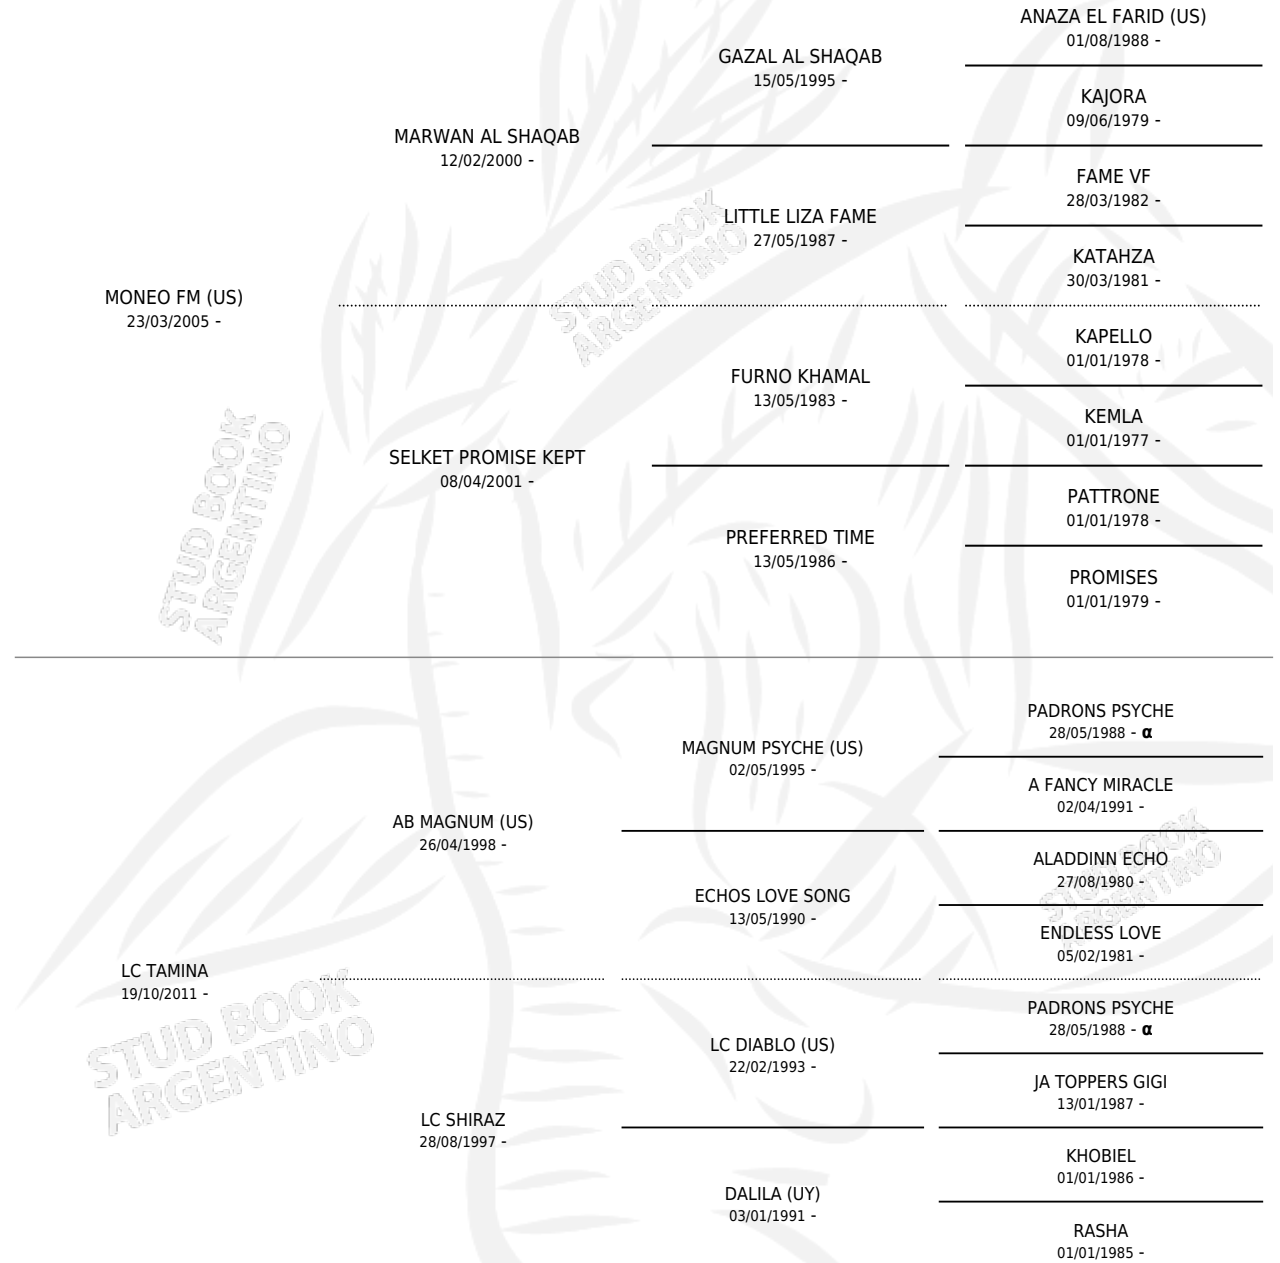 ANAZA EL FARID (US)
01/08/1988 -
GAZAL AL SHAQAB
15/05/1995 -
KAJORA
09/06/1979 -
MARWAN AL SHAQAB
12/02/2000 -
FAME VF
28/03/1982 -
LITTLE LIZA FAME
27/05/1987 -
KATAHZA
30/03/1981 -
MONEO FM (US)
23/03/2005 -
STUD BOOK
ARGENTINO
KAPELLO
01/01/1978 -
FURNO KHAMAL
13/05/1983 -
KEMLA
01/01/1977 -
SELKET PROMISE KEPT
08/04/2001 -
PATTRONE
01/01/1978 -
PREFERRED TIME
13/05/1986 -
PROMISES
01/01/1979 -
STUD BOOK
ARGENTINO
PADRONS PSYCHE
28/05/1988 - α
MAGNUM PSYCHE (US)
02/05/1995 -
A FANCY MIRACLE
02/04/1991 -
AB MAGNUM (US)
26/04/1998 -
ALADDINN ECHO
27/08/1980 -
ECHOS LOVE SONG
13/05/1990 -
ENDLESS LOVE
05/02/1981 -
STUD BOOK
ARGENTINO
LC TAMINA
19/10/2011 -
PADRONS PSYCHE
28/05/1988 - α
LC DIABLO (US)
22/02/1993 -
JA TOPPERS GIGI
13/01/1987 -
STUD BOOK
ARGENTINO
LC SHIRAZ
28/08/1997 -
KHOBIEL
01/01/1986 -
DALILA (UY)
03/01/1991 -
RASHA
01/01/1985 -